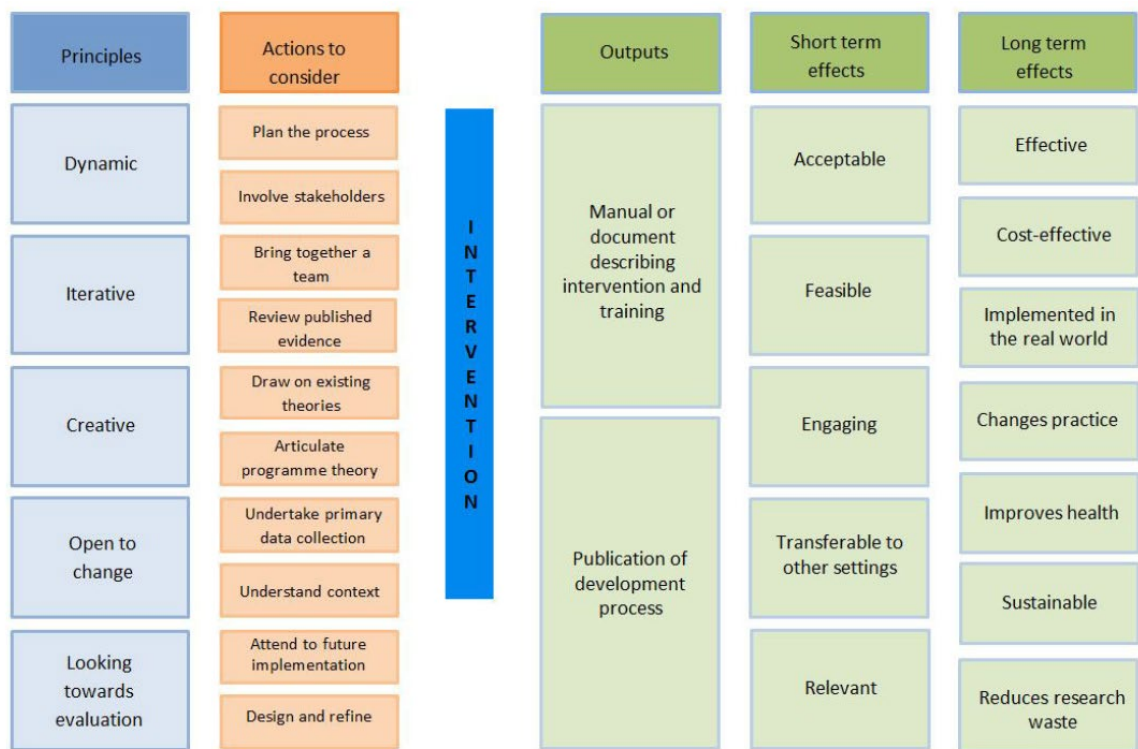 Principles
Dynamic
Iterative
Creative
Open to
change
Looking
towards
evaluation
Actions to
consider
Plan the process
Involve stakeholders
Bring together a
team
Review published
evidence
Draw on existing
theories
Articulate
programme theory
Undertake primary
data collection
Understand context
Attend to future
implementation
Design and refine
I
N
T
E
R
V
E
N
T
I
O
N
Outputs
Manual or
document
describing
intervention and
training
Publication of
development
process
Short term
effects
Acceptable
Feasible
Engaging
Transferable to
other settings
Relevant
Long term
effects
Effective
Cost-effective
Implemented in
the real world
Changes practice
Improves health
Sustainable
Reduces research
waste